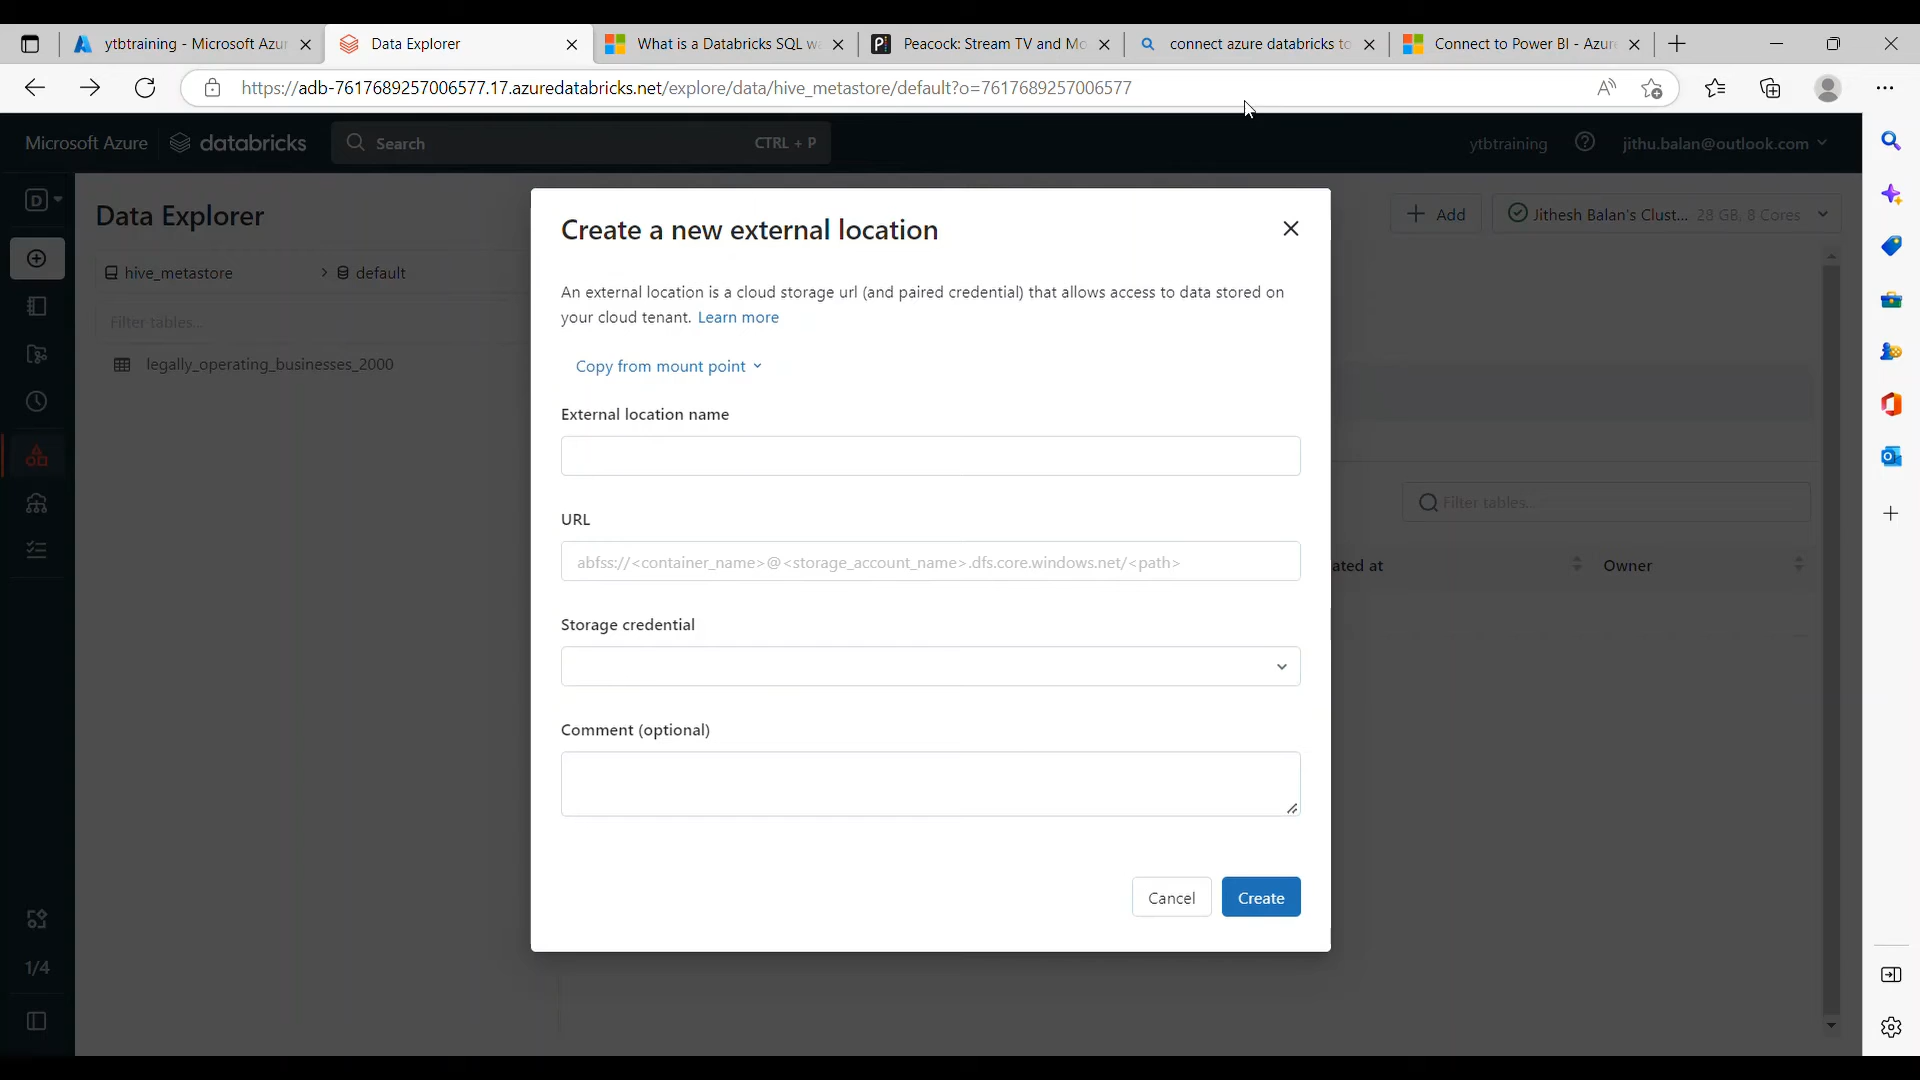 ytbtraining - Microsoft Azur
Data Explorer
What is a Databricks SQL w
Peacock: Stream TV and Mo
connect azure databricks to
Connect to Power BI - Azur
https://adb-7617689257006577.17.azuredatabricks.net/explore/data/hive_metastore/default?o=7617689257006577
Microsoft Azure
databricks
Search
CTRL + P
ytbtraining
jithu.balan@outlook.com
D
Data Explorer
Add
Jithesh Balan's Clust... 28 GB, 8 Cores
hive_metastore
default
Filter tables...
legally_operating_businesses_2000
Create a new external location
An external location is a cloud storage url (and paired credential) that allows access to data stored on
your cloud tenant. Learn more
Copy from mount point
External location name
URL
abfss://<container_name>@<storage_account_name>.dfs.core.windows.net/<path>
Storage credential
Comment (optional)
Cancel
Create
Filter tables...
ated at
Owner
1/4